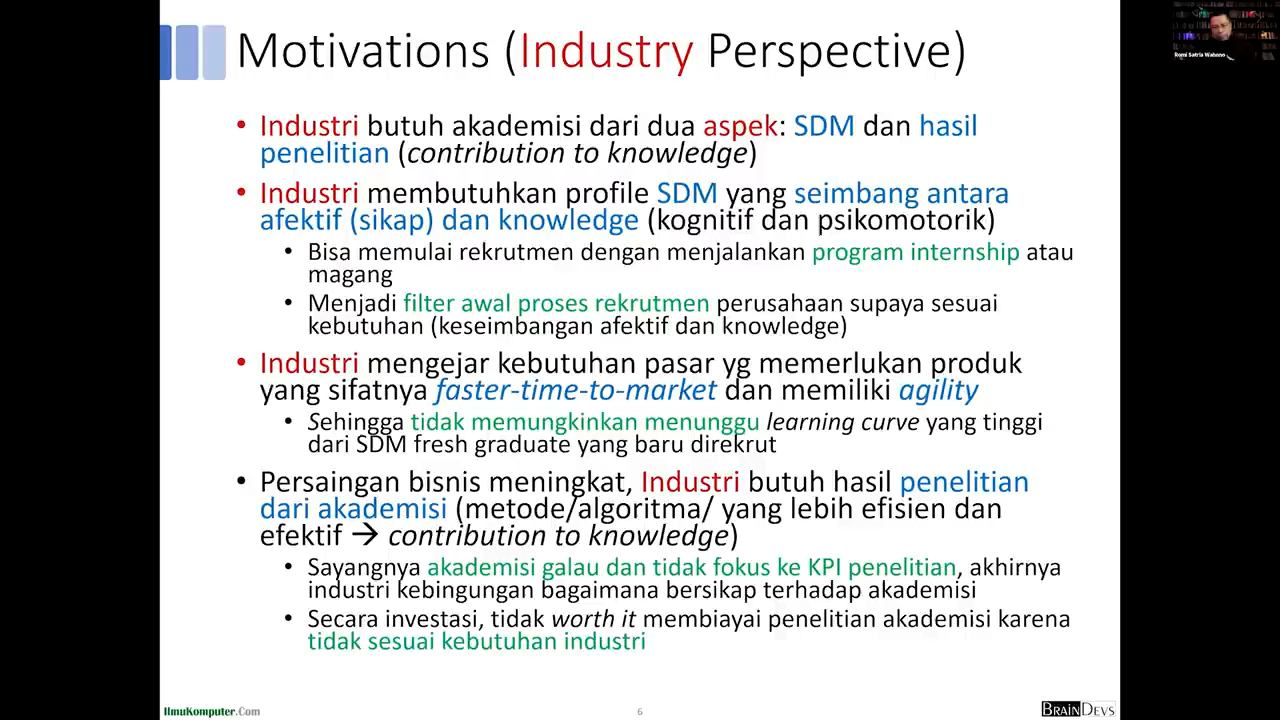 Motivations (Industry Perspective)
• Industri butuh akademisi dari dua aspek: SDM dan hasil
penelitian (contribution to knowledge)
• Industri membutuhkan profile SDM yang seimbang antara
afektif (sikap) dan knowledge (kognitif dan psikomotorik)
• Bisa memulai rekrutmen dengan menjalankan program internship atau
magang
• Menjadi filter awal proses rekrutmen perusahaan supaya sesuai
kebutuhan (keseimbangan afektif dan knowledge)
• Industri mengejar kebutuhan pasar yg memerlukan produk
yang sifatnya faster-time-to-market dan memiliki agility
• Sehingga tidak memungkinkan menunggu learning curve yang tinggi
dari SDM fresh graduate yang baru direkrut
• Persaingan bisnis meningkat, Industri butuh hasil penelitian
dari akademisi (metode/algoritma/ yang lebih efisien dan
efektif → contribution to knowledge)
• Sayangnya akademisi galau dan tidak fokus ke KPI penelitian, akhirnya
industri kebingungan bagaimana bersikap terhadap akademisi
• Secara investasi, tidak worth it membiayai penelitian akademisi karena
tidak sesuai kebutuhan industri
IlmuKomputer.Com
6
BRAINDEVS
Romi Satria Wahono